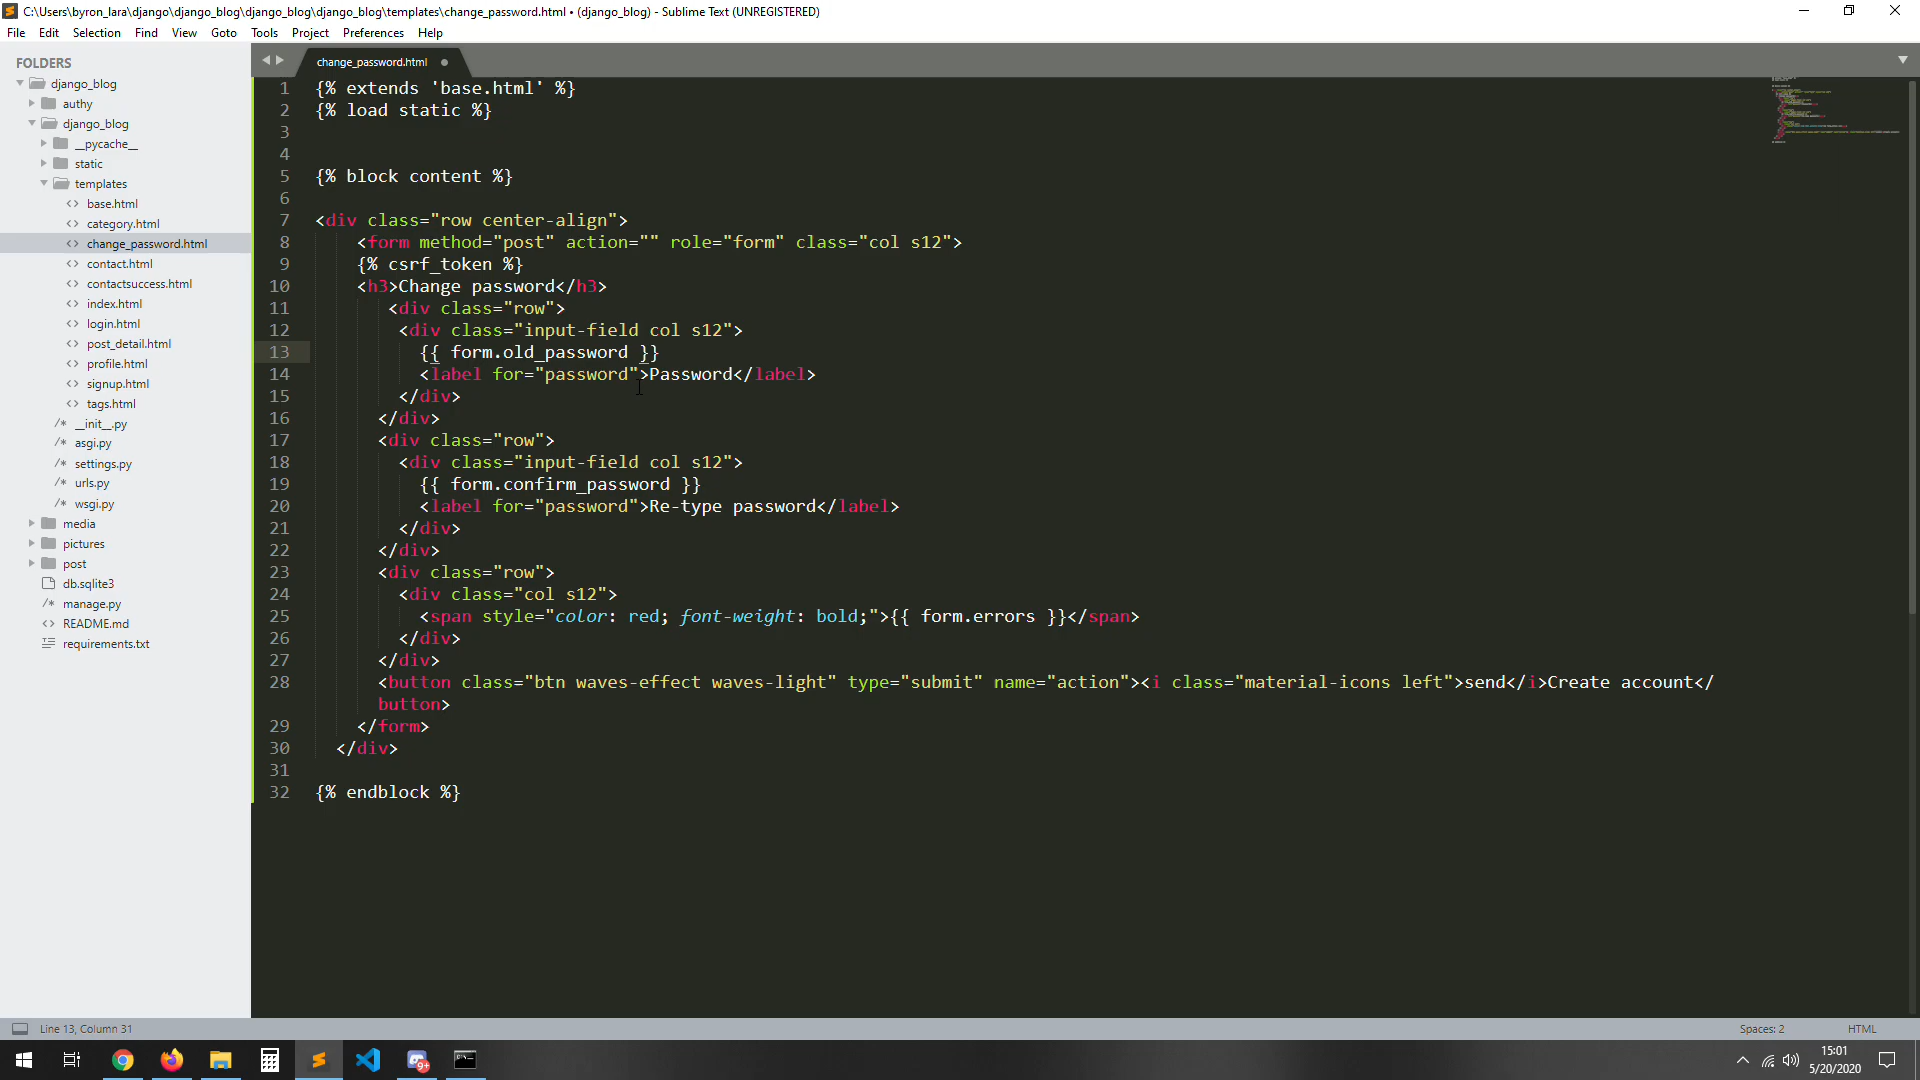 C:\Users\byron_lara\django\django_blog\django_blog\django_blog\templates\change_password.html • (django_blog) - Sublime Text (UNREGISTERED)
File Edit Selection Find View Goto Tools Project Preferences Help
FOLDERS
django_blog
authy
django_blog
__pycache__
static
templates
base.html
category.html
change_password.html
contact.html
contactsuccess.html
index.html
login.html
post_detail.html
profile.html
signup.html
tags.html
__init__.py
asgi.py
settings.py
urls.py
wsgi.py
media
pictures
post
db.sqlite3
manage.py
README.md
requirements.txt
change_password.html
1 {% extends 'base.html' %}
2 {% load static %}
3
4
5 {% block content %}
6
7 <div class="row center-align">
8 <form method="post" action="" role="form" class="col s12">
9 {% csrf_token %}
10 <h3>Change password</h3>
11 <div class="row">
12 <div class="input-field col s12">
13 {{ form.old_password }}
14 <label for="password">Password</label>
15 </div>
16 </div>
17 <div class="row">
18 <div class="input-field col s12">
19 {{ form.confirm_password }}
20 <label for="password">Re-type password</label>
21 </div>
22 </div>
23 <div class="row">
24 <div class="col s12">
25 <span style="color: red; font-weight: bold;">{{ form.errors }}</span>
26 </div>
27 </div>
28 <button class="btn waves-effect waves-light" type="submit" name="action"><i class="material-icons left">send</i>Create account</
button>
29 </form>
30 </div>
31
32 {% endblock %}
Line 13, Column 31
Spaces: 2
HTML
9+
15:01
5/20/2020